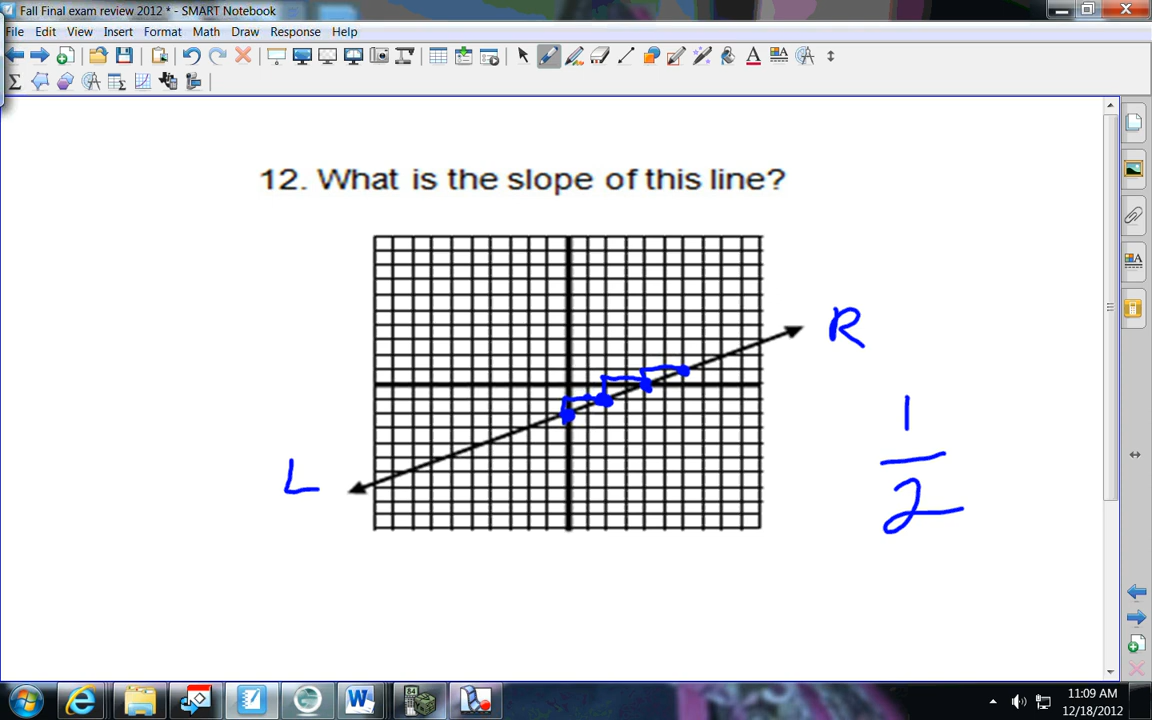 Fall Final exam review 2012 * - SMART Notebook
File Edit View Insert Format Math Draw Response Help
12. What is the slope of this line?
R
L
1
2
11:09 AM
12/18/2012